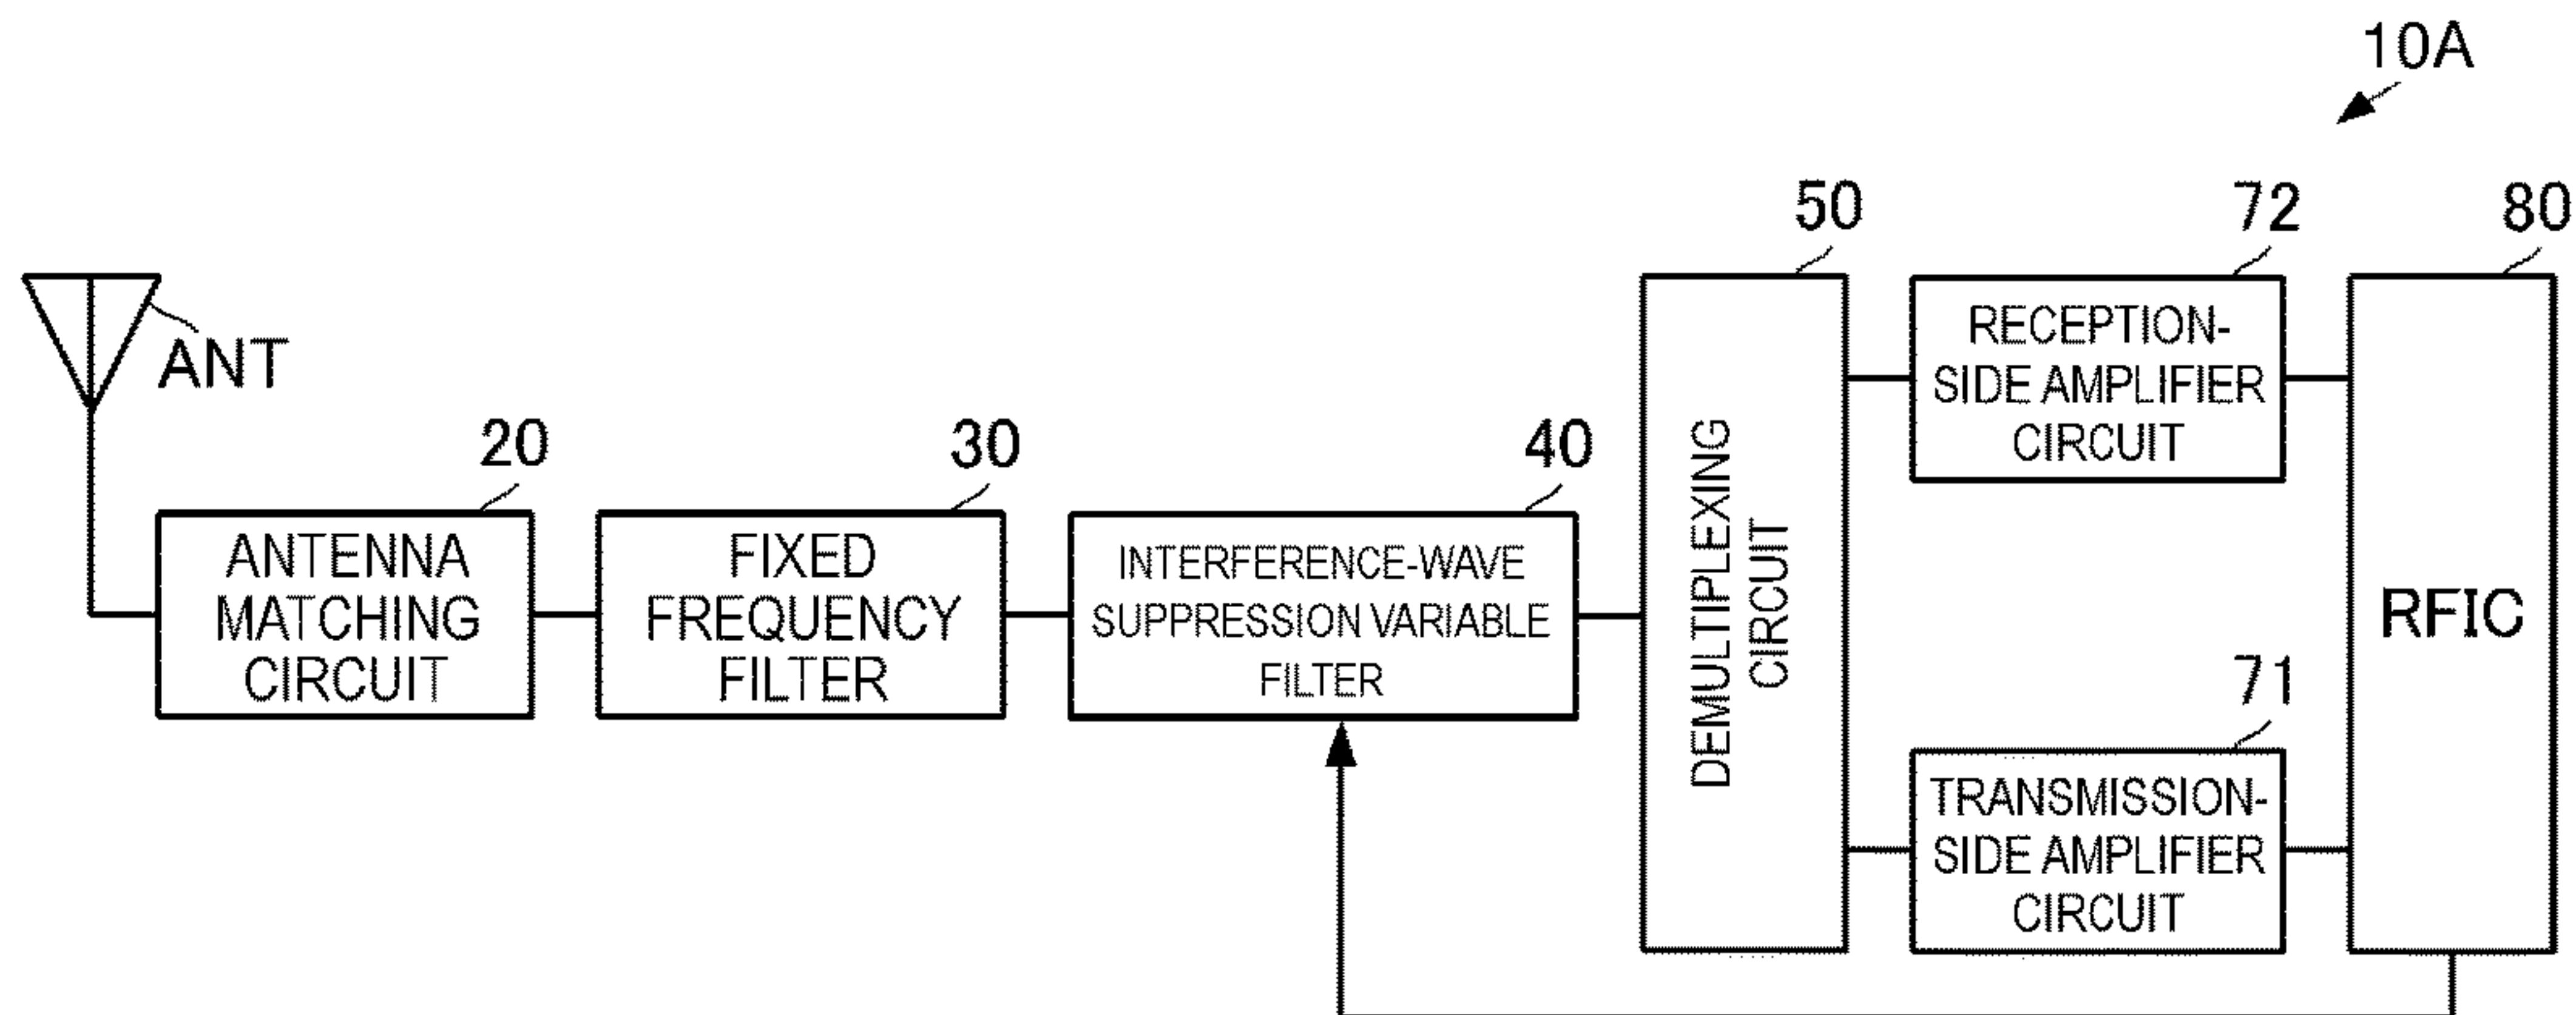 10A
50
72
80
ANT
20
30
40
ANTENNA
MATCHING
CIRCUIT
FIXED
FREQUENCY
FILTER
INTERFERENCE-WAVE
SUPPRESSION VARIABLE
FILTER
DEMULTIPLEXING
CIRCUIT
RECEPTION-
SIDE AMPLIFIER
CIRCUIT
71
TRANSMISSION-
SIDE AMPLIFIER
CIRCUIT
RFIC